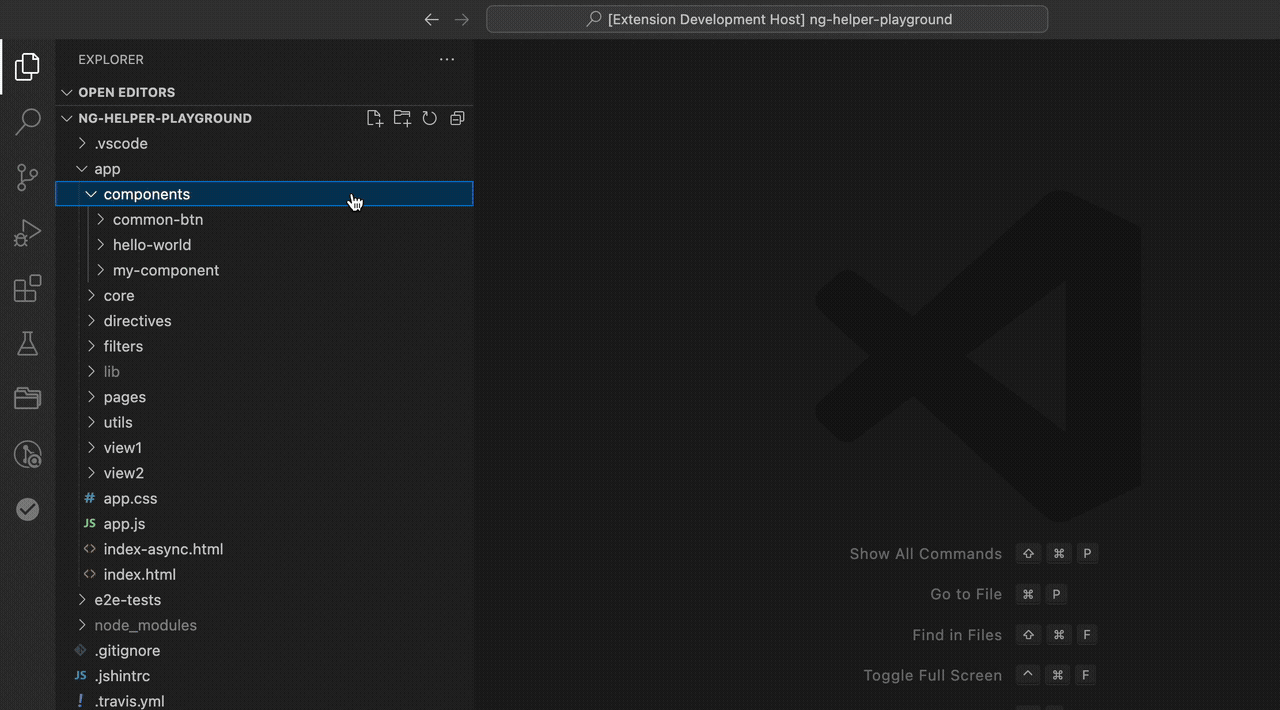 [Extension Development Host] ng-helper-playground
EXPLORER
OPEN EDITORS
NG-HELPER-PLAYGROUND
.vscode
app
components
common-btn
hello-world
my-component
core
directives
filters
lib
pages
utils
view1
view2
# app.css
JS app.js
<> index-async.html
<> index.html
e2e-tests
node_modules
.gitignore
JS .jshintrc
! .travis.yml
Show All Commands ⇧ ⌘ P
Go to File ⌘ P
Find in Files ⇧ ⌘ F
Toggle Full Screen ^ ⌘ F